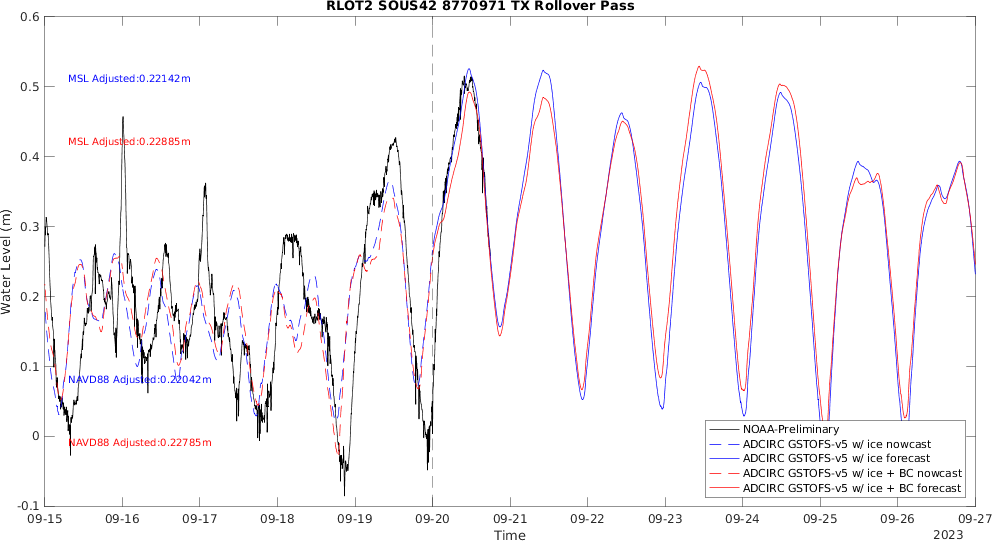 RLOT2 SOUS42 8770971 TX Rollover Pass
0.6
0.5
0.4
0.3
0.2
0.1
0
-0.1
Water Level (m)
MSL Adjusted:0.22142m
MSL Adjusted:0.22885m
NAVD88 Adjusted:0.22042m
NAVD88 Adjusted:0.22785m
NOAA-Preliminary
ADCIRC GSTOFS-v5 w/ ice nowcast
ADCIRC GSTOFS-v5 w/ ice forecast
ADCIRC GSTOFS-v5 w/ ice + BC nowcast
ADCIRC GSTOFS-v5 w/ ice + BC forecast
09-15 09-16 09-17 09-18 09-19 09-20 09-21 09-22 09-23 09-24 09-25 09-26 09-27
Time
2023